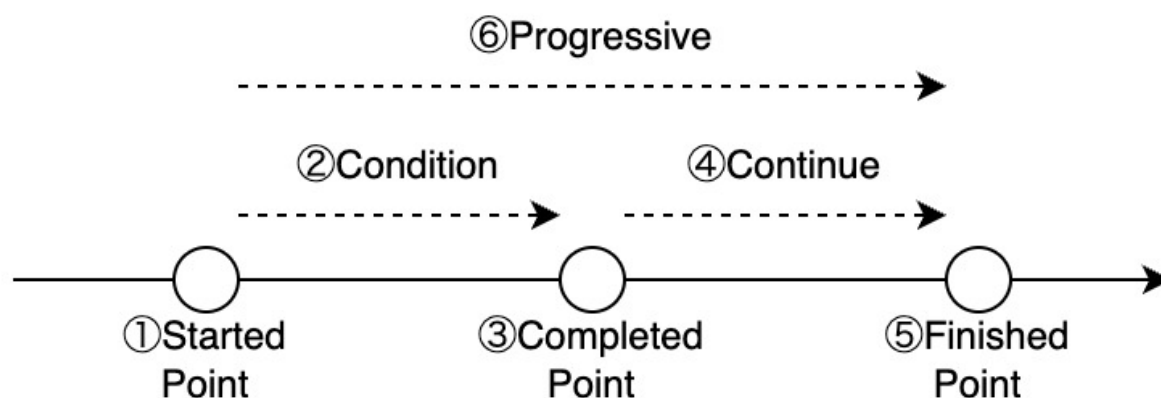 ⑥Progressive
②Condition
④Continue
①Started
Point
③Completed
Point
⑤Finished
Point